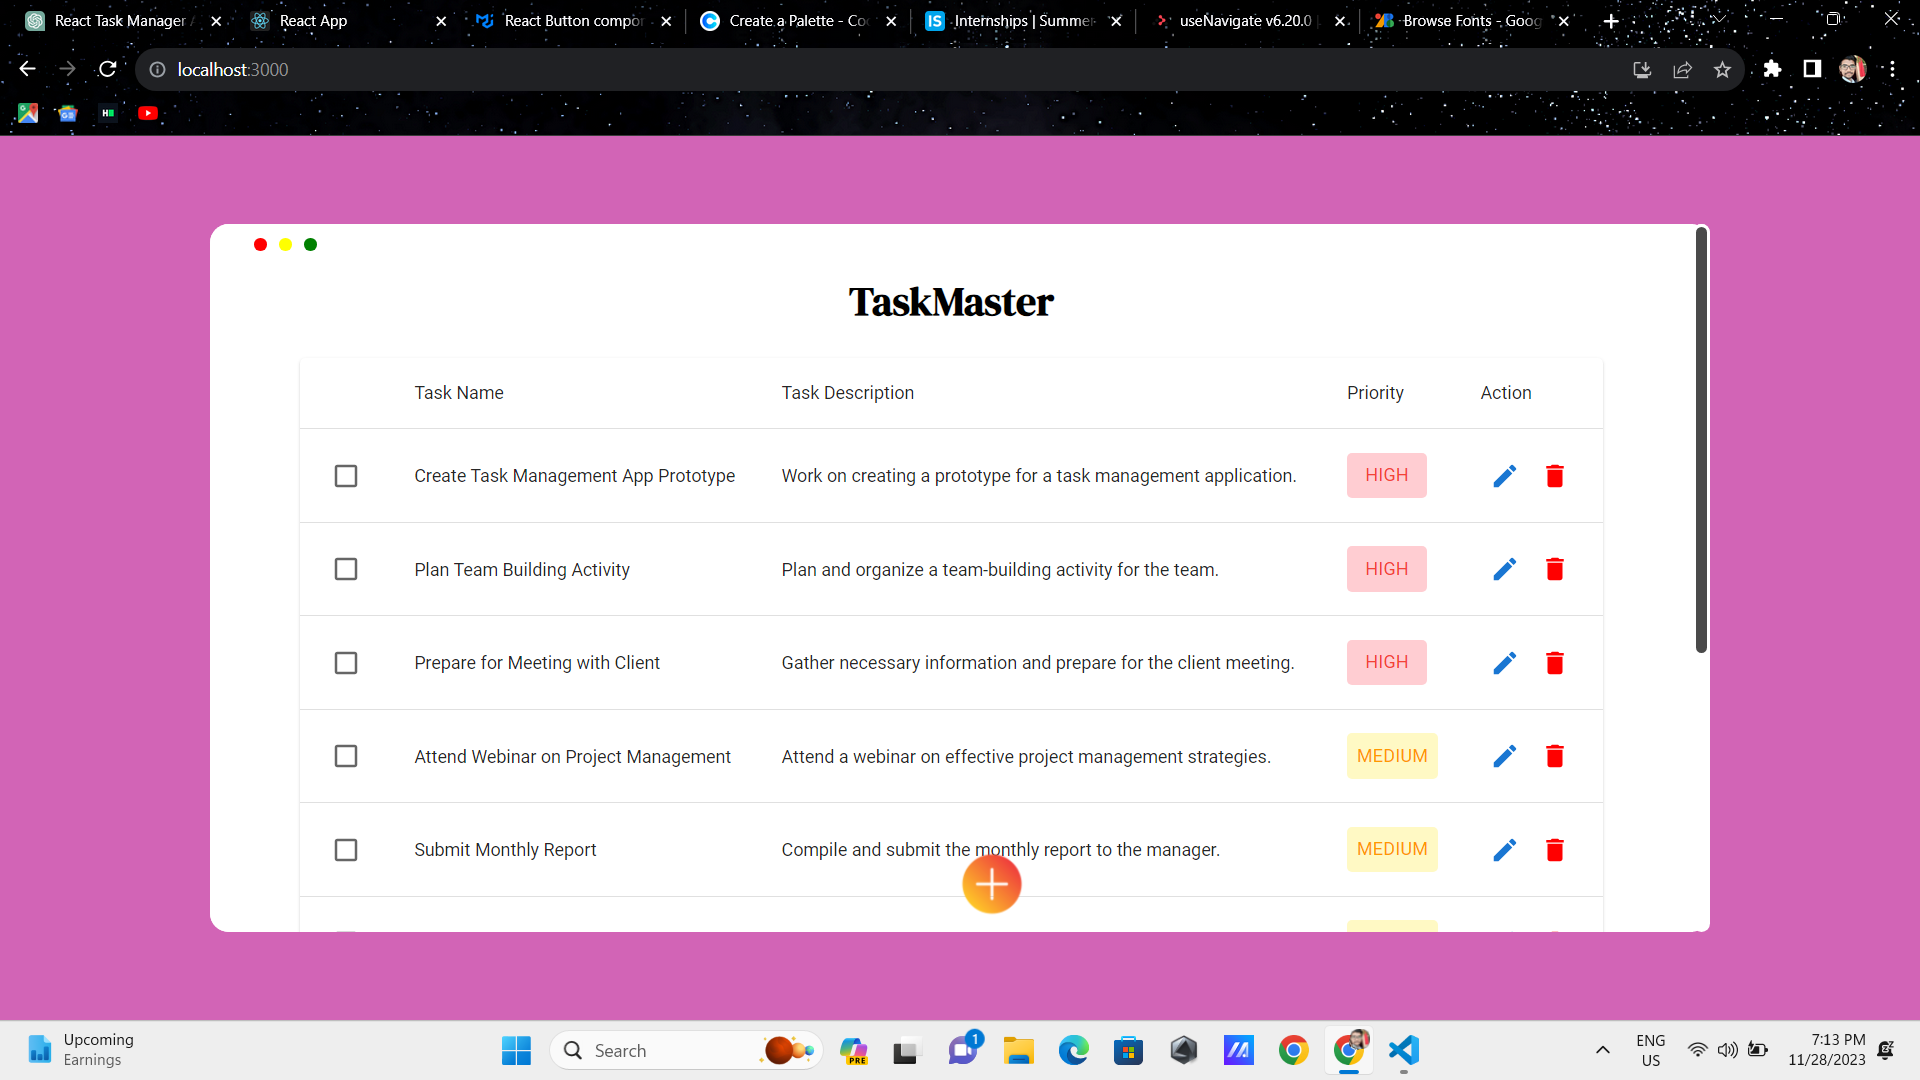 React Task Manager
React App
React Button compo
Create a Palette - Co
Internships | Summer
useNavigate v6.20.0
Browse Fonts - Goog
localhost:3000
TaskMaster
Task Name Task Description Priority Action
Create Task Management App Prototype Work on creating a prototype for a task management application. HIGH
Plan Team Building Activity Plan and organize a team-building activity for the team. HIGH
Prepare for Meeting with Client Gather necessary information and prepare for the client meeting. HIGH
Attend Webinar on Project Management Attend a webinar on effective project management strategies. MEDIUM
Submit Monthly Report Compile and submit the monthly report to the manager. MEDIUM
Upcoming
Earnings
Search
PRE
1
ENG
US
7:13 PM
11/28/2023